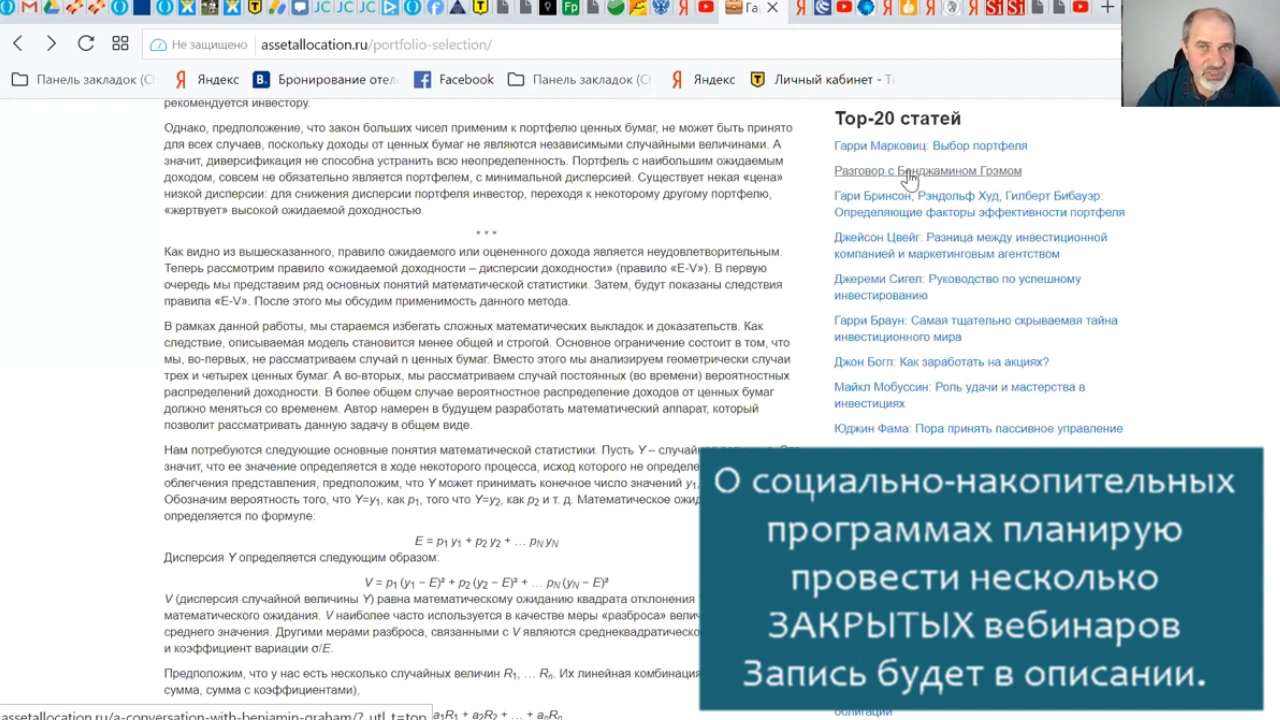 Не защищено
assetallocation.ru/portfolio-selection/
Панель закладок (С
Яндекс
Бронирование отел
Facebook
Панель закладок (С
Яндекс
Личный кабинет - Т
рекомендуется инвестору.
Однако, предположение, что закон больших чисел применим к портфелю ценных бумаг, не может быть принято
для всех случаев, поскольку доходы от ценных бумаг не являются независимыми случайными величинами. А
значит, диверсификация не способна устранить всю неопределенность. Портфель с наибольшим ожидаемым
доходом, совсем не обязательно является портфелем, с минимальной дисперсией. Существует некая «цена»
низкой дисперсии: для снижения дисперсии портфеля инвестор, переходя к некоторому другому портфелю,
«жертвует» высокой ожидаемой доходностью.
* * *
Как видно из вышесказанного, правило ожидаемого или оцененного дохода является неудовлетворительным.
Теперь рассмотрим правило «ожидаемой доходности – дисперсии доходности» (правило «E-V»). В первую
очередь мы представим ряд основных понятий математической статистики. Затем, будут показаны следствия
правила «E-V». После этого мы обсудим применимость данного метода.
В рамках данной работы, мы стараемся избегать сложных математических выкладок и доказательств. Как
следствие, описываемая модель становится менее общей и строгой. Основное ограничение состоит в том, что
мы, во-первых, не рассматриваем случай n ценных бумаг. Вместо этого мы анализируем геометрически случаи
трех и четырех ценных бумаг. А во-вторых, мы рассматриваем случай постоянных (во времени) вероятностных
распределений доходности. В более общем случае вероятностное распределение доходов от ценных бумаг
должно меняться со временем. Автор намерен в будущем разработать математический аппарат, который
позволит рассматривать данную задачу в общем виде.
Нам потребуются следующие основные понятия математической статистики. Пусть Y – случайн
значит, что ее значение определяется в ходе некоторого процесса, исход которого не определе
облегчения представления, предположим, что Y может принимать конечное число значений y₁,
Обозначим вероятность того, что Y=y₁, как p₁, того что Y=y₂, как p₂ и т. д. Математическое ожид
определяется по формуле:
E = p₁ y₁ + p₂ y₂ + … pN yN
Дисперсия Y определяется следующим образом:
V = p₁ (y₁ − E)² + p₂ (y₂ − E)² + … pN (yN − E)²
V (дисперсия случайной величины Y) равна математическому ожиданию квадрата отклонения
математического ожидания. V наиболее часто используется в качестве меры «разброса» велич
среднего значения. Другими мерами разброса, связанными с V являются среднеквадратическо
и коэффициент вариации σ/E.
Предположим, что у нас есть несколько случайных величин R₁, … Rₙ. Их линейная комбинация
сумма, сумма с коэффициентами),
a₁R₁ + a₂R₂ + … + aₙRₙ
assetallocation.ru/a-conversation-with-benjamin-graham/?_utl_t=top
Top-20 статей
Гарри Марковиц: Выбор портфеля
Разговор с Бенджамином Грэмом
Гари Бринсон, Рэндольф Худ, Гилберт Бибауэр:
Определяющие факторы эффективности портфеля
Джейсон Цвейг: Разница между инвестиционной
компанией и маркетинговым агентством
Джереми Сигел: Руководство по успешному
инвестированию
Гарри Браун: Самая тщательно скрываемая тайна
инвестиционного мира
Джон Богл: Как заработать на акциях?
Майкл Мобуссин: Роль удачи и мастерства в
инвестициях
Юджин Фама: Пора принять пассивное управление
О социально-накопительных
программах планирую
провести несколько
ЗАКРЫТЫХ вебинаров
Запись будет в описании.
облигации